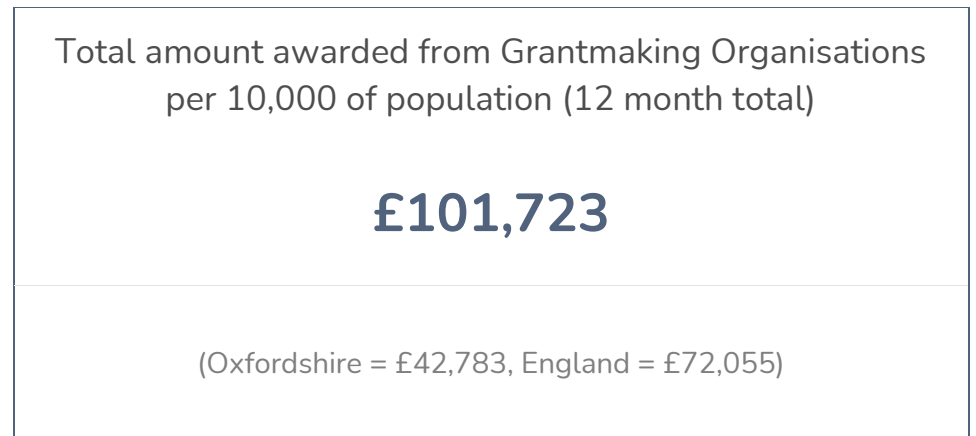 Total amount awarded from Grantmaking Organisations
per 10,000 of population (12 month total)
£101,723
(Oxfordshire = £42,783, England = £72,055)